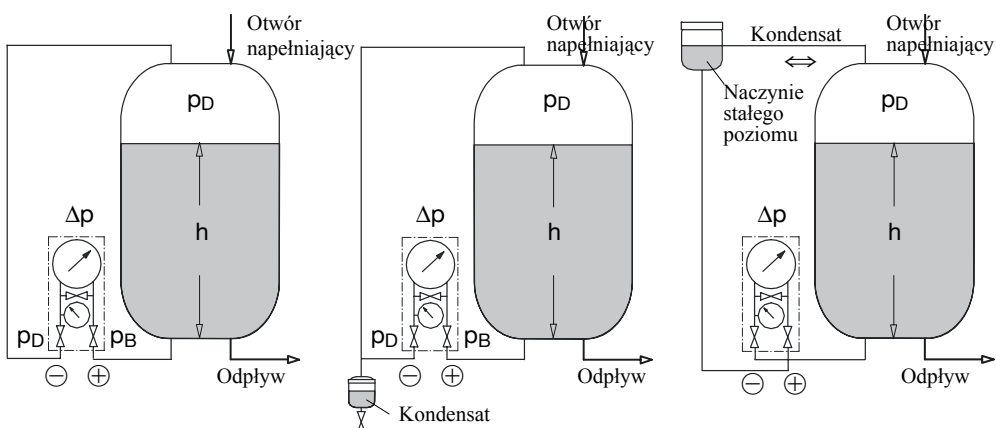 Otwór
napełniający
pD
Δp
h
pD
pB
− +
Odpływ
Otwór
napełniający
pD
Δp
h
pD
pB
− +
Odpływ
Kondensat
Kondensat
Otwór
napełniający
Naczynie
stałego
poziomu
pD
Δp
h
− +
Odpływ